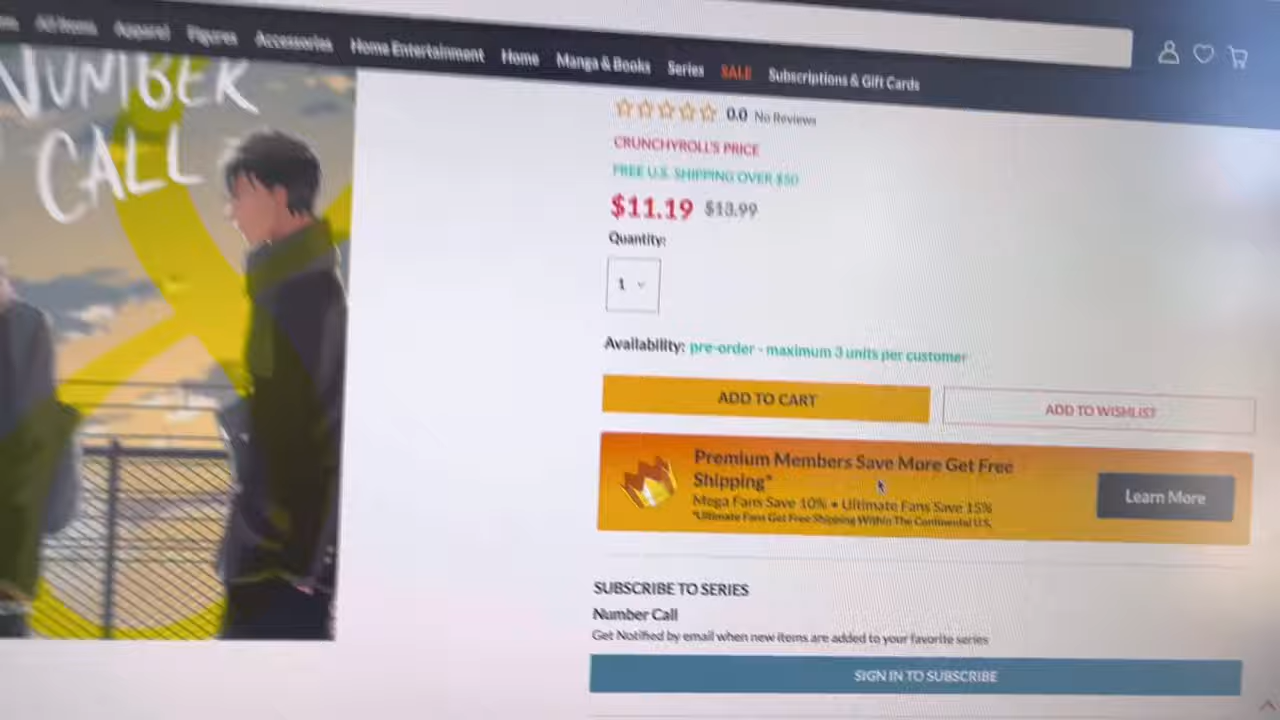 All Items Apparel Figures Accessories Home Entertainment Home Manga & Books Series SALE Subscriptions & Gift Cards
NUMBER
CALL
0.0 No Reviews
CRUNCHYROLL'S PRICE
FREE U.S. SHIPPING OVER $50
$11.19 $13.99
Quantity:
1
Availability: pre-order - maximum 3 units per customer
ADD TO CART ADD TO WISHLIST
Premium Members Save More Get Free
Shipping*
Mega Fans Save 10% • Ultimate Fans Save 15%
*Ultimate Fans Get Free Shipping Within The Continental U.S.
Learn More
SUBSCRIBE TO SERIES
Number Call
Get Notified by email when new items are added to your favorite series
SIGN IN TO SUBSCRIBE